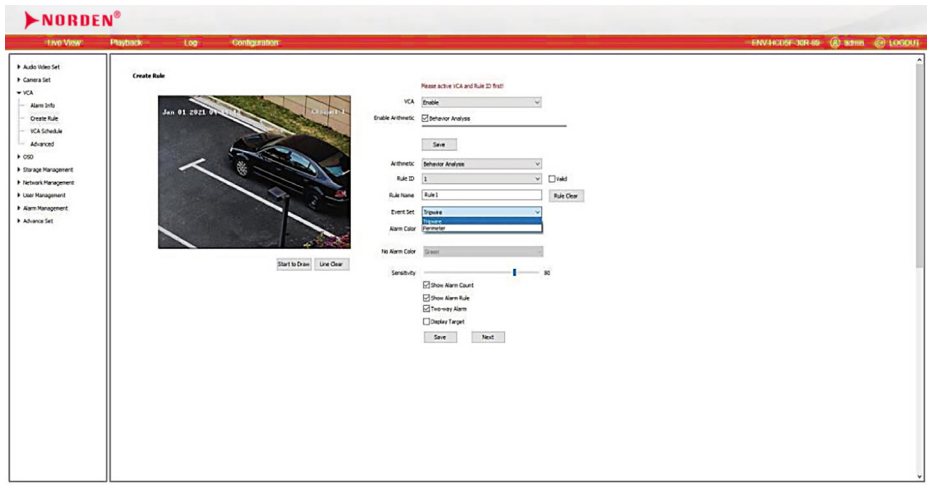 NORDEN®
Live View Playback Log Configuration ENV-HCDSF-30R-89 admin LOGOUT
Audio Video Set
Camera Set
VCA
Alarm Info
Create Rule
VCA Schedule
Advanced
OSD
Storage Management
Network Management
User Management
Alarm Management
Advance Set
Create Rule
Jan 01 2021
Please active VCA and Rule ID first!
VCA Enable
Enable Arithmetic Behavior Analysis
Save
Arithmetic Behavior Analysis
Rule ID 1 Valid
Rule Name Rule1 Rule Clear
Event Set Tripwire
Tripwire
Perimeter
Alarm Color
No Alarm Color Green
Start to Draw Line Clear
Sensitivity 80
Show Alarm Count
Show Alarm Rule
Two-way Alarm
Display Target
Save Next